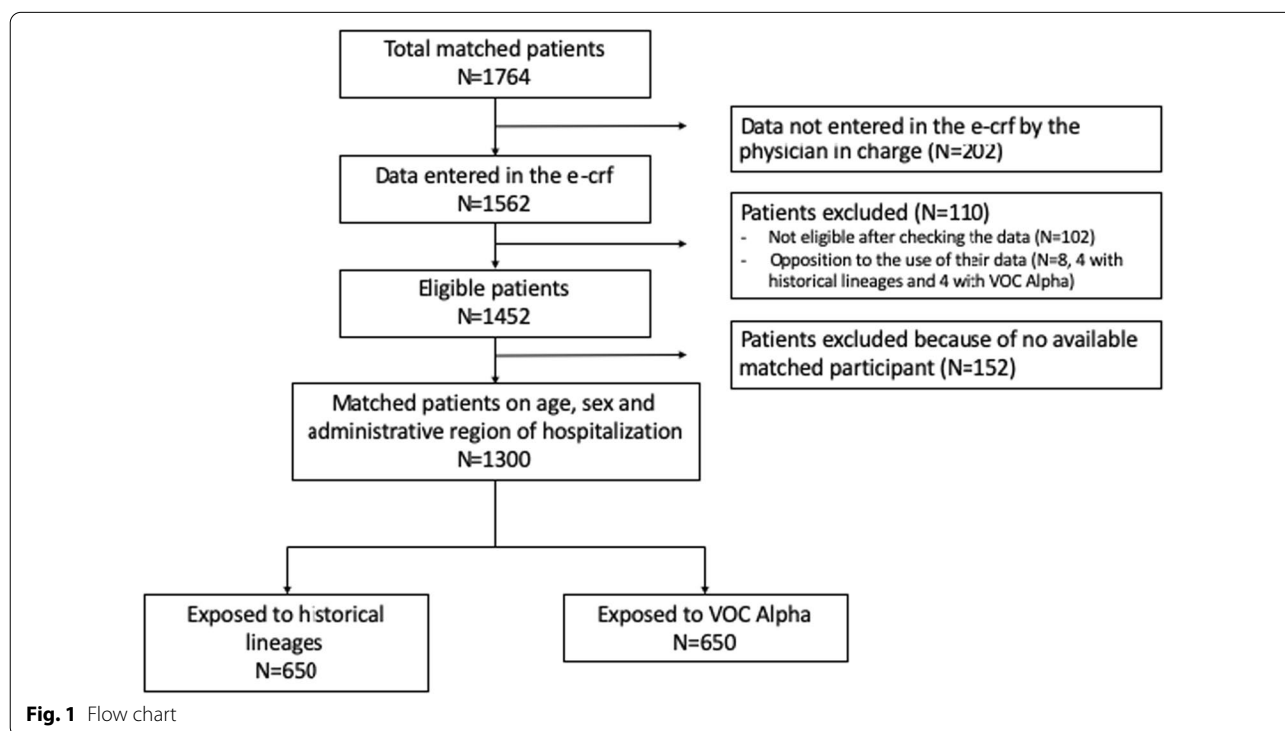 Total matched patients
N=1764
Data not entered in the e-crf by the
physician in charge (N=202)
Data entered in the e-crf
N=1562
Patients excluded (N=110)
- Not eligible after checking the data (N=102)
- Opposition to the use of their data (N=8, 4 with
historical lineages and 4 with VOC Alpha)
Eligible patients
N=1452
Patients excluded because of no available
matched participant (N=152)
Matched patients on age, sex and
administrative region of hospitalization
N=1300
Exposed to historical
lineages
N=650
Exposed to VOC Alpha
N=650
Fig. 1 Flow chart